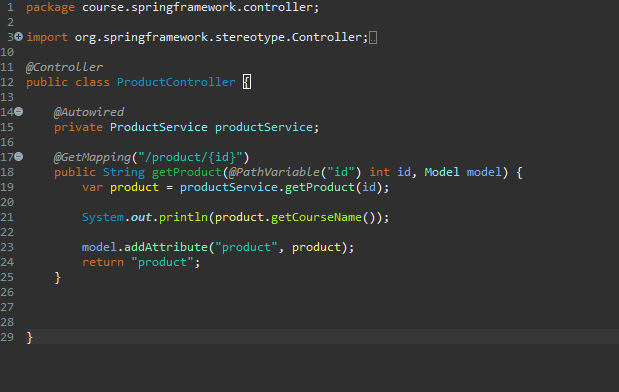 1 package course.springframework.controller;
2
3 import org.springframework.stereotype.Controller;
10
11 @Controller
12 public class ProductController {
13
14 @Autowired
15 private ProductService productService;
16
17 @GetMapping("/product/{id}")
18 public String getProduct(@PathVariable("id") int id, Model model) {
19 var product = productService.getProduct(id);
20
21 System.out.println(product.getCourseName());
22
23 model.addAttribute("product", product);
24 return "product";
25 }
26
27
28
29 }